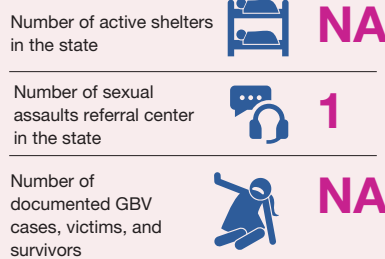 Number of active shelters
in the state
NA
Number of sexual
assaults referral center
in the state
1
Number of
documented GBV
cases, victims, and
survivors
NA